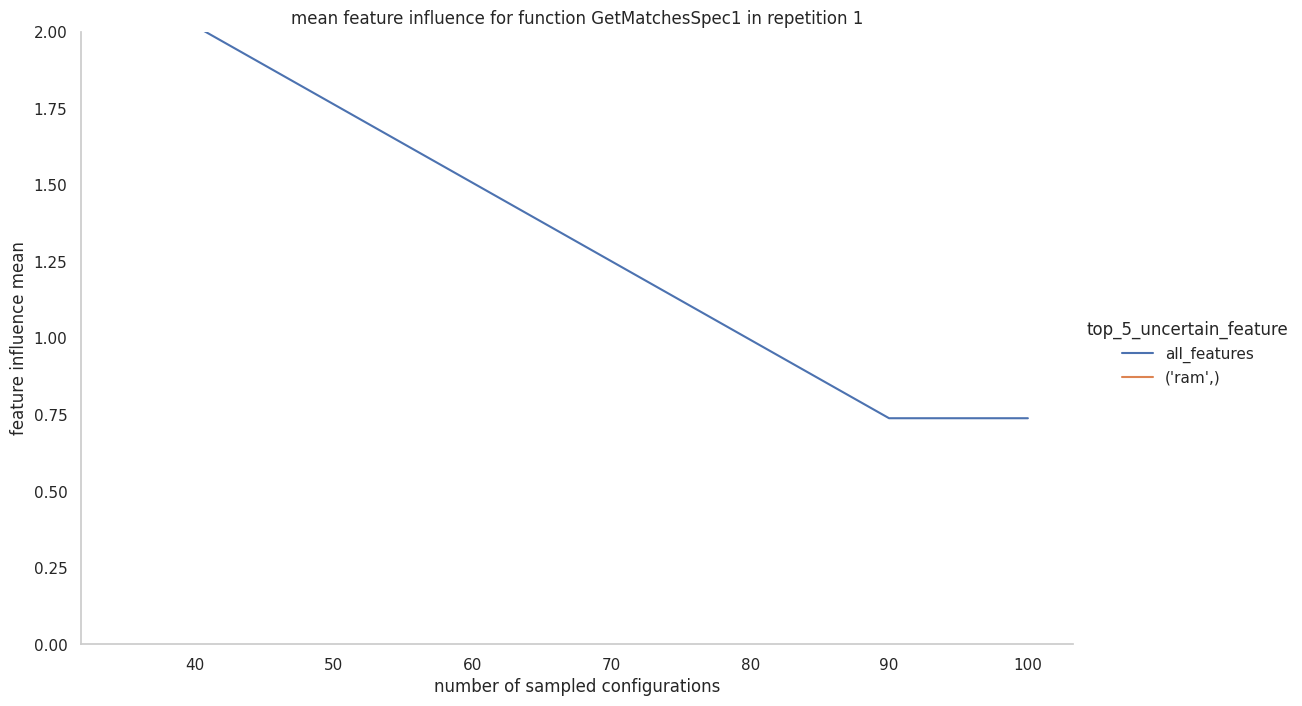 mean feature influence for function GetMatchesSpec1 in repetition 1
2.00
1.75
1.50
1.25
1.00
0.75
0.50
0.25
0.00
feature influence mean
40 50 60 70 80 90 100
number of sampled configurations
top_5_uncertain_feature
all_features
('ram',)